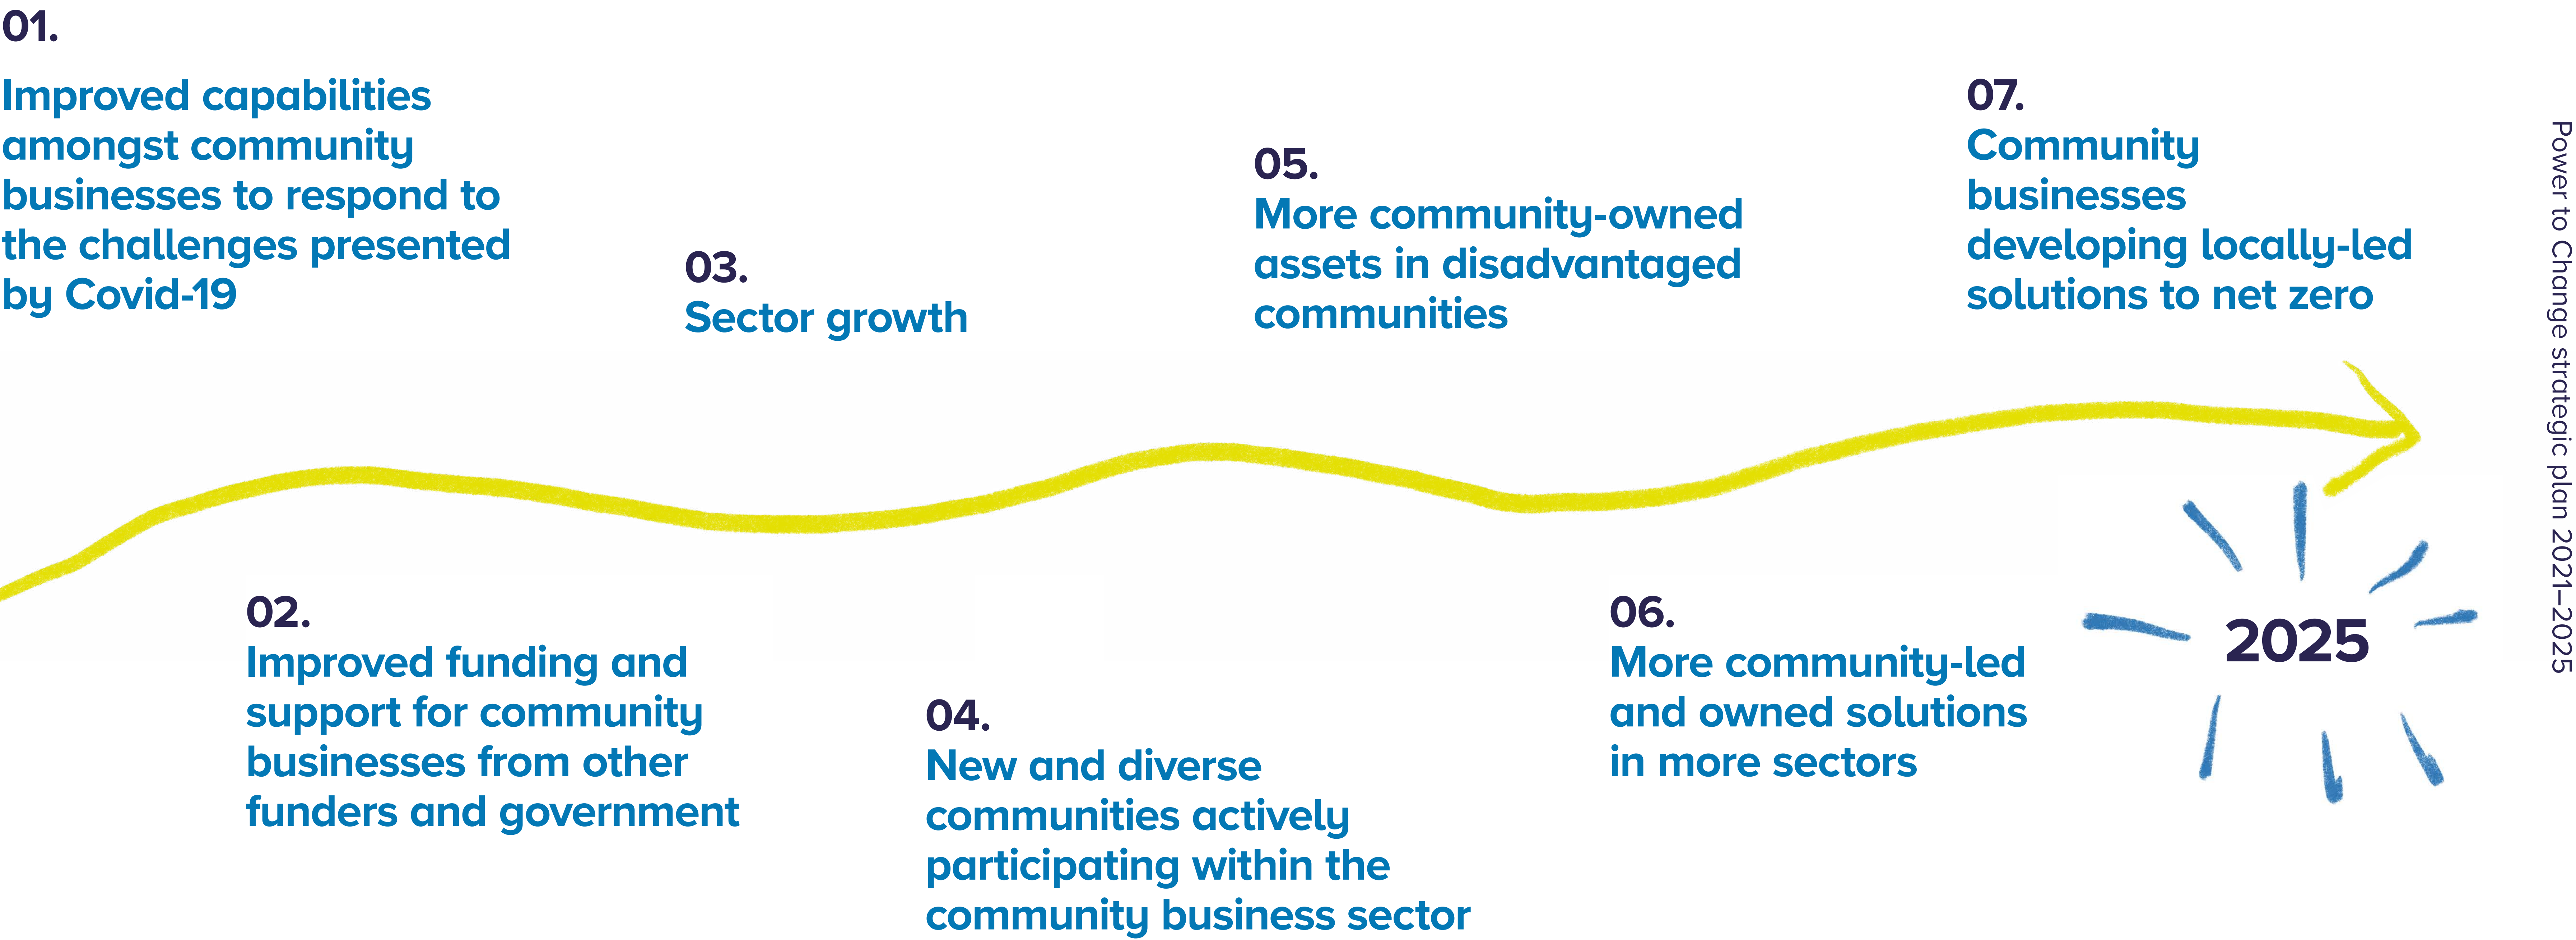 01.
Improved capabilities
amongst community
businesses to respond to
the challenges presented
by Covid-19
02.
Improved funding and
support for community
businesses from other
funders and government
03.
Sector growth
04.
New and diverse
communities actively
participating within the
community business sector
05.
More community-owned
assets in disadvantaged
communities
06.
More community-led
and owned solutions
in more sectors
07.
Community
businesses
developing locally-led
solutions to net zero
2025
Power to Change strategic plan 2021–2025